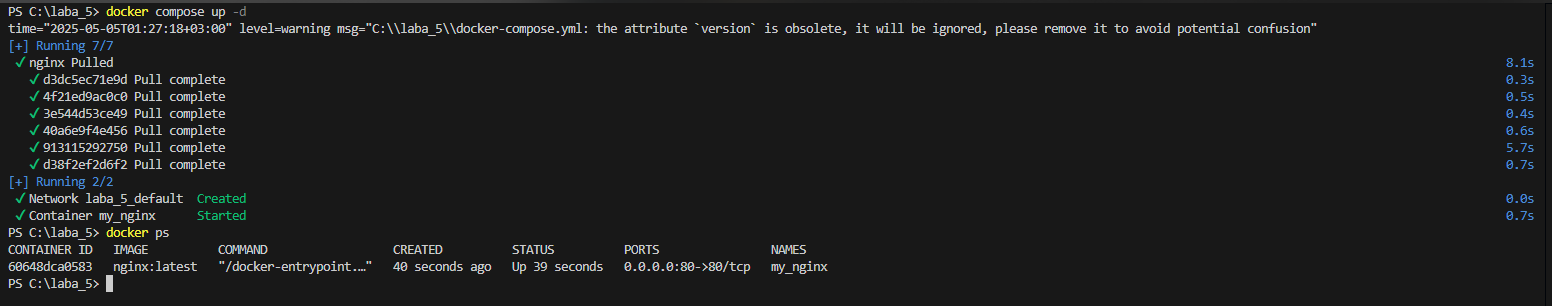 PS C:\laba_5> docker compose up -d
time="2025-05-05T01:27:18+03:00" level=warning msg="C:\\laba_5\\docker-compose.yml: the attribute `version` is obsolete, it will be ignored, please remove it to avoid potential confusion"
[+] Running 7/7
✓ nginx Pulled 8.1s
✓ d3dc5ec71e9d Pull complete 0.3s
✓ 4f21ed9ac0c0 Pull complete 0.5s
✓ 3e544d53ce49 Pull complete 0.4s
✓ 40a6e9f4e456 Pull complete 0.6s
✓ 913115292750 Pull complete 5.7s
✓ d38f2ef2d6f2 Pull complete 0.7s
[+] Running 2/2
✓ Network laba_5_default Created 0.0s
✓ Container my_nginx Started 0.7s
PS C:\laba_5> docker ps
CONTAINER ID IMAGE COMMAND CREATED STATUS PORTS NAMES
60648dca0583 nginx:latest "/docker-entrypoint.…" 40 seconds ago Up 39 seconds 0.0.0.0:80->80/tcp my_nginx
PS C:\laba_5>